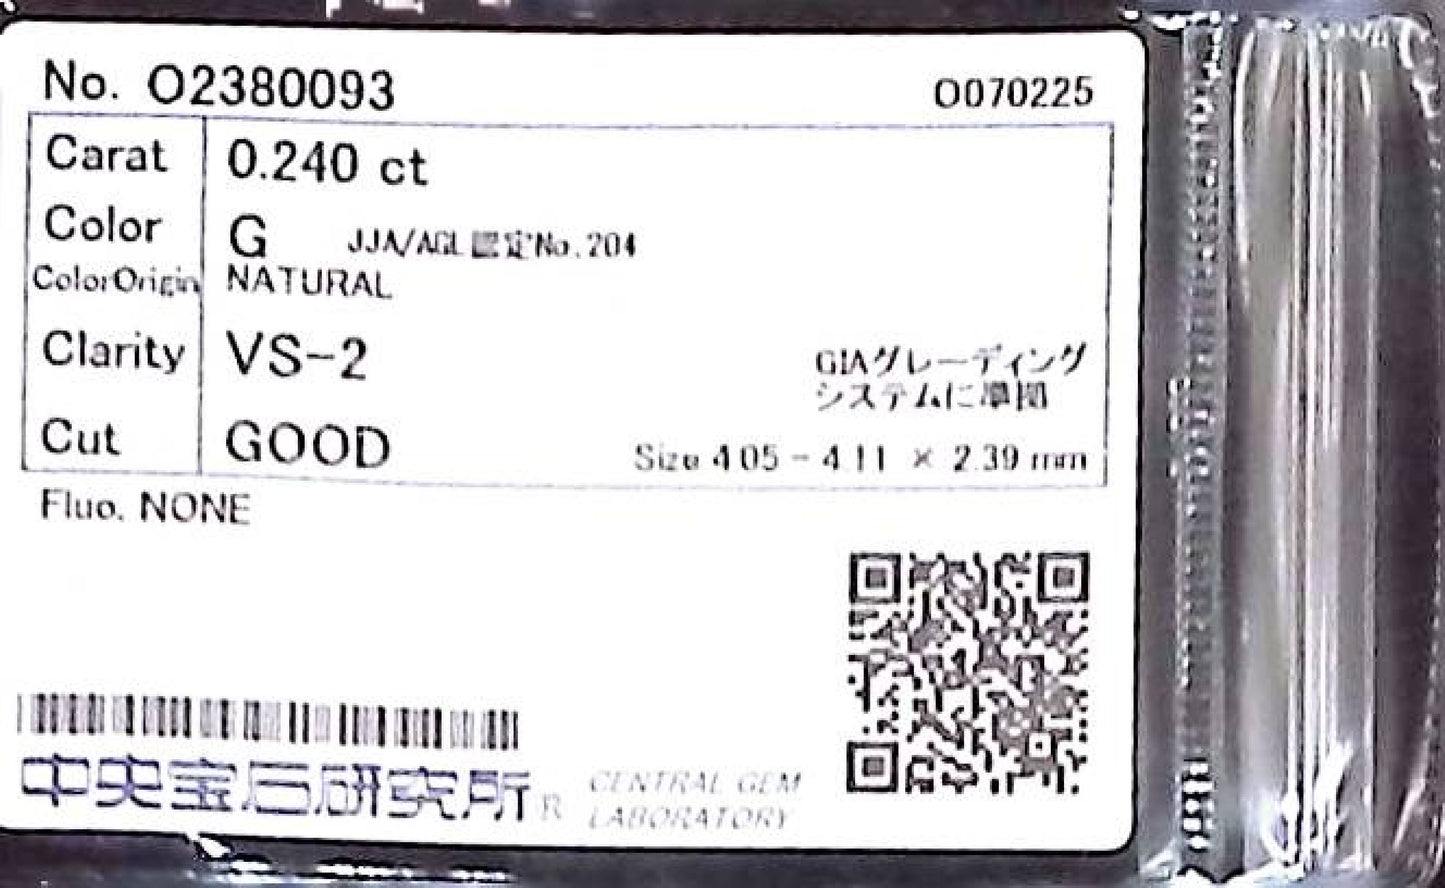 No. O2380093
O070225
Carat 0.240 ct
Color G JJA/AGL認定No.204
ColorOrigin NATURAL
Clarity VS-2
GIAグレーディング
システムに準拠
Cut GOOD
Size 4.05 - 4.11 × 2.39 mm
Fluo. NONE
中央宝石研究所 R
CENTRAL GEM
LABORATORY